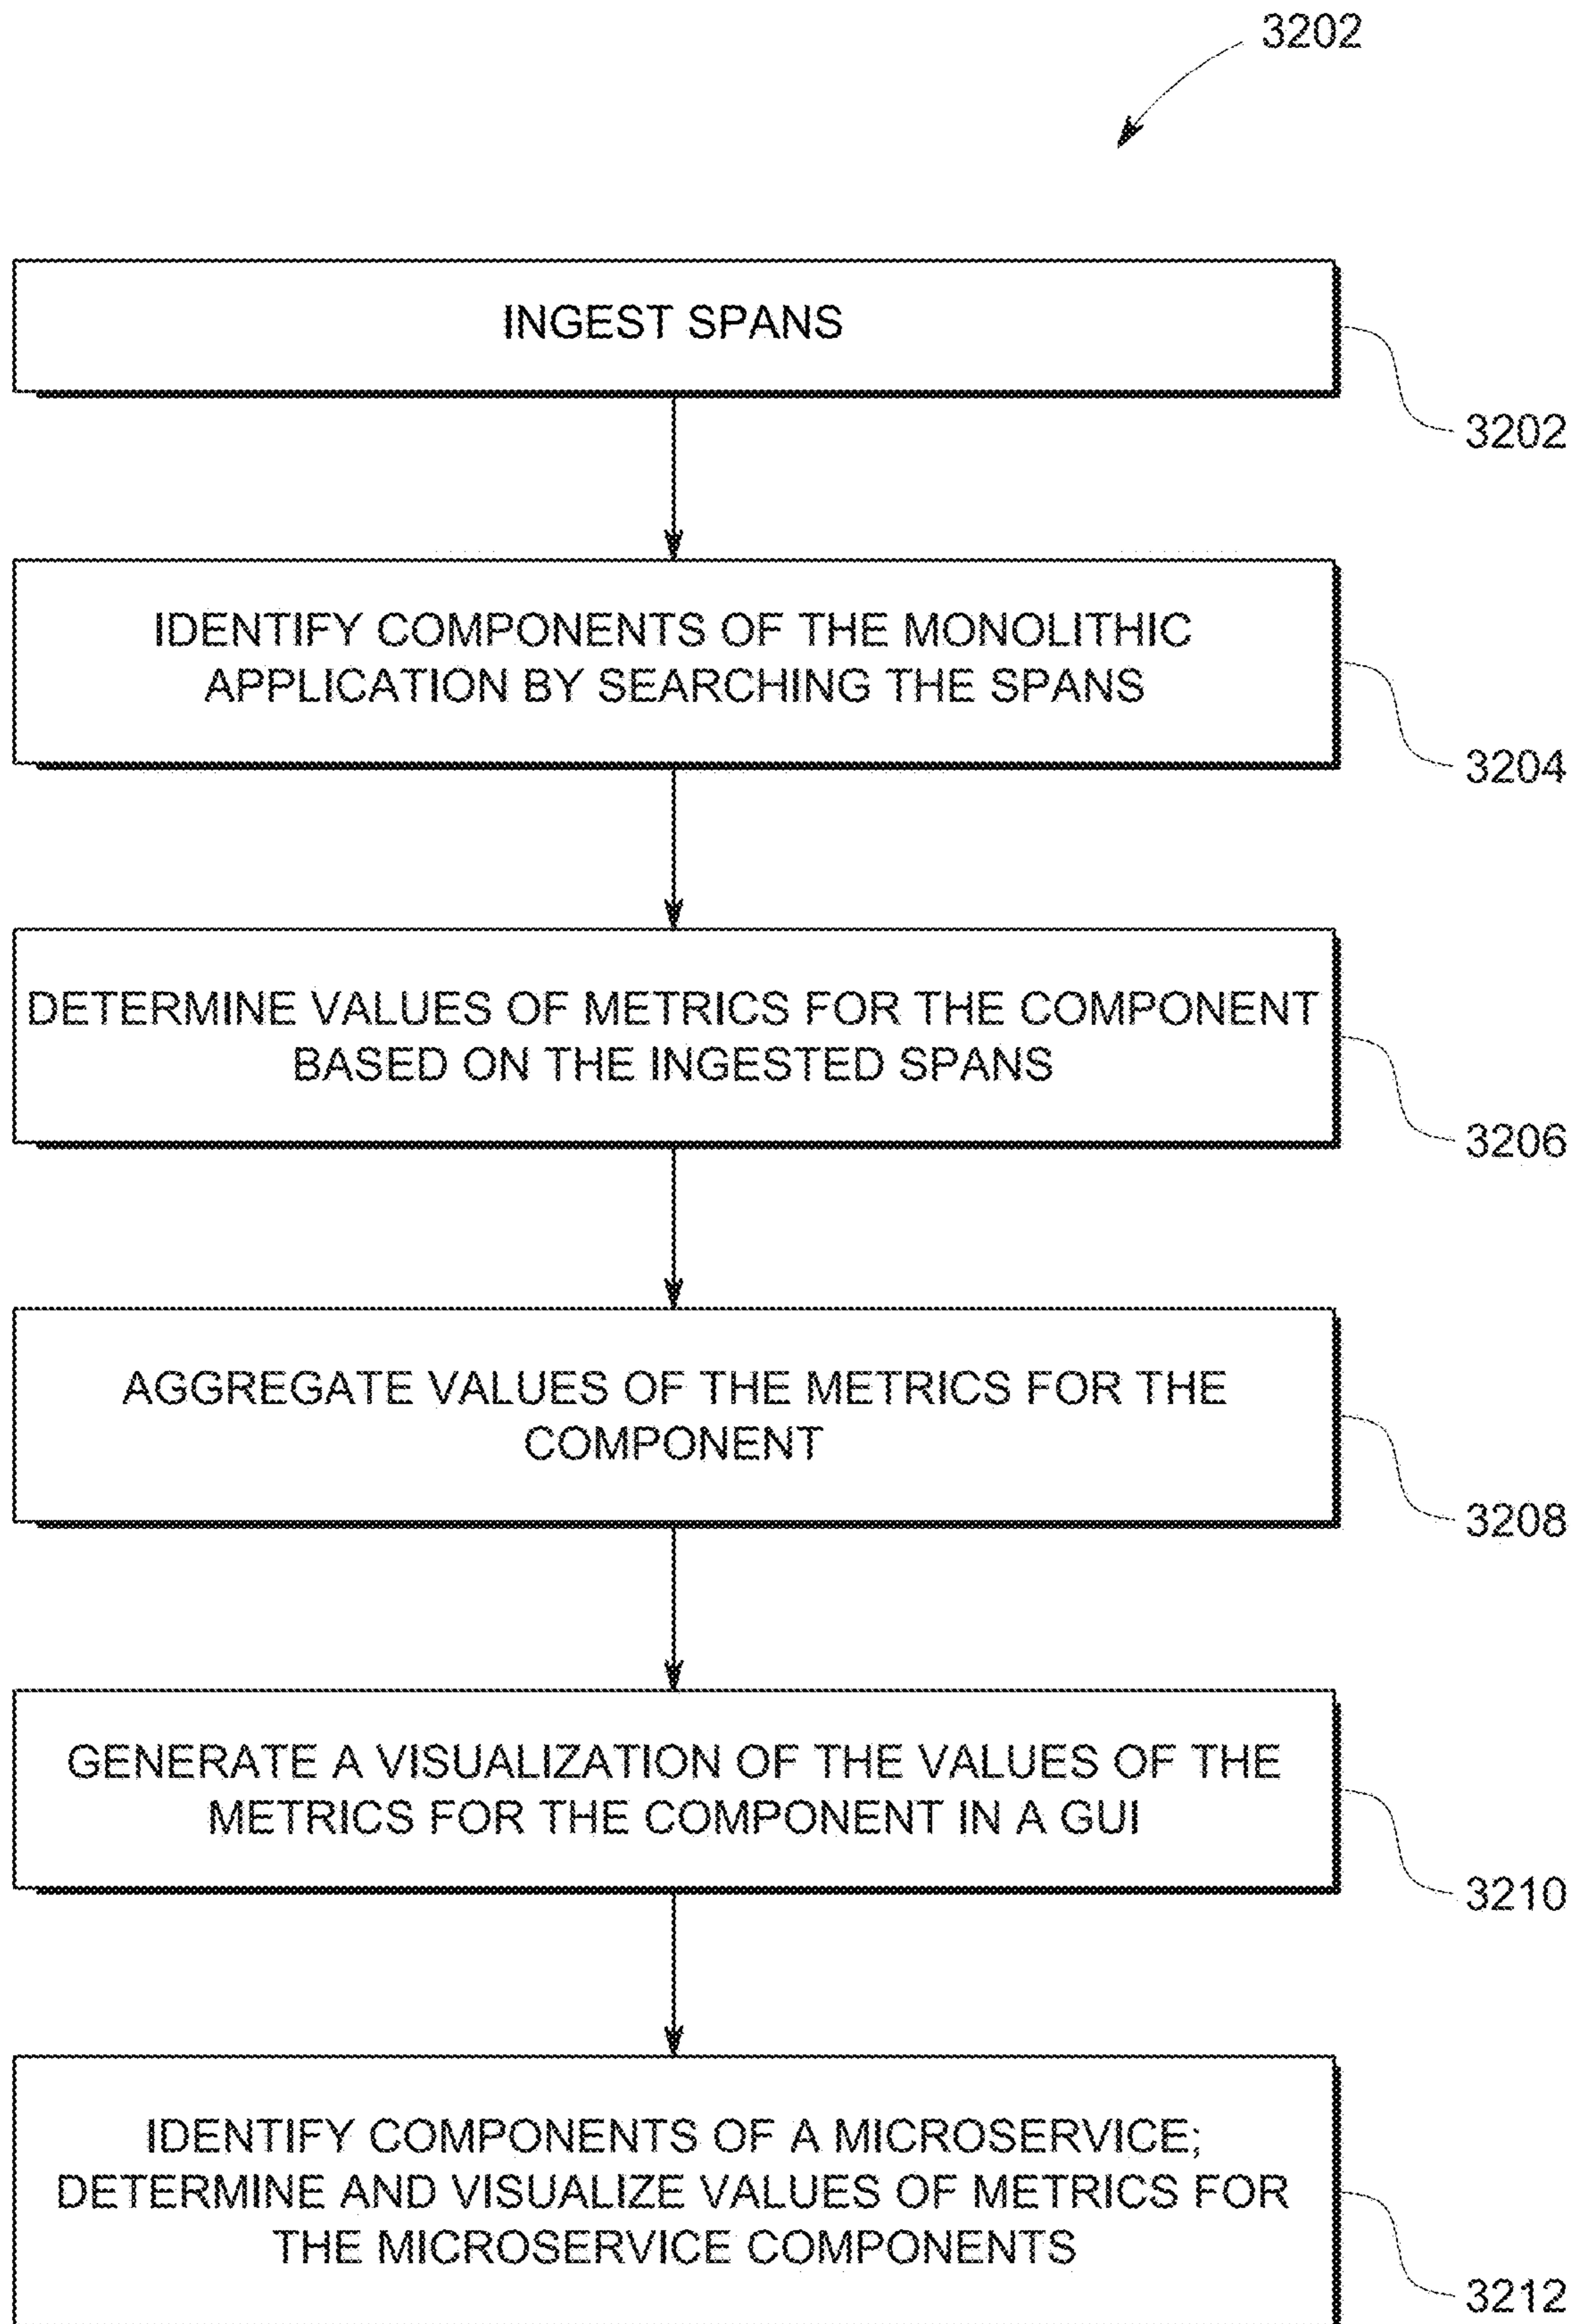 3202
INGEST SPANS
3202
IDENTIFY COMPONENTS OF THE MONOLITHIC
APPLICATION BY SEARCHING THE SPANS
3204
DETERMINE VALUES OF METRICS FOR THE COMPONENT
BASED ON THE INGESTED SPANS
3206
AGGREGATE VALUES OF THE METRICS FOR THE
COMPONENT
3208
GENERATE A VISUALIZATION OF THE VALUES OF THE
METRICS FOR THE COMPONENT IN A GUI
3210
IDENTIFY COMPONENTS OF A MICROSERVICE;
DETERMINE AND VISUALIZE VALUES OF METRICS FOR
THE MICROSERVICE COMPONENTS
3212